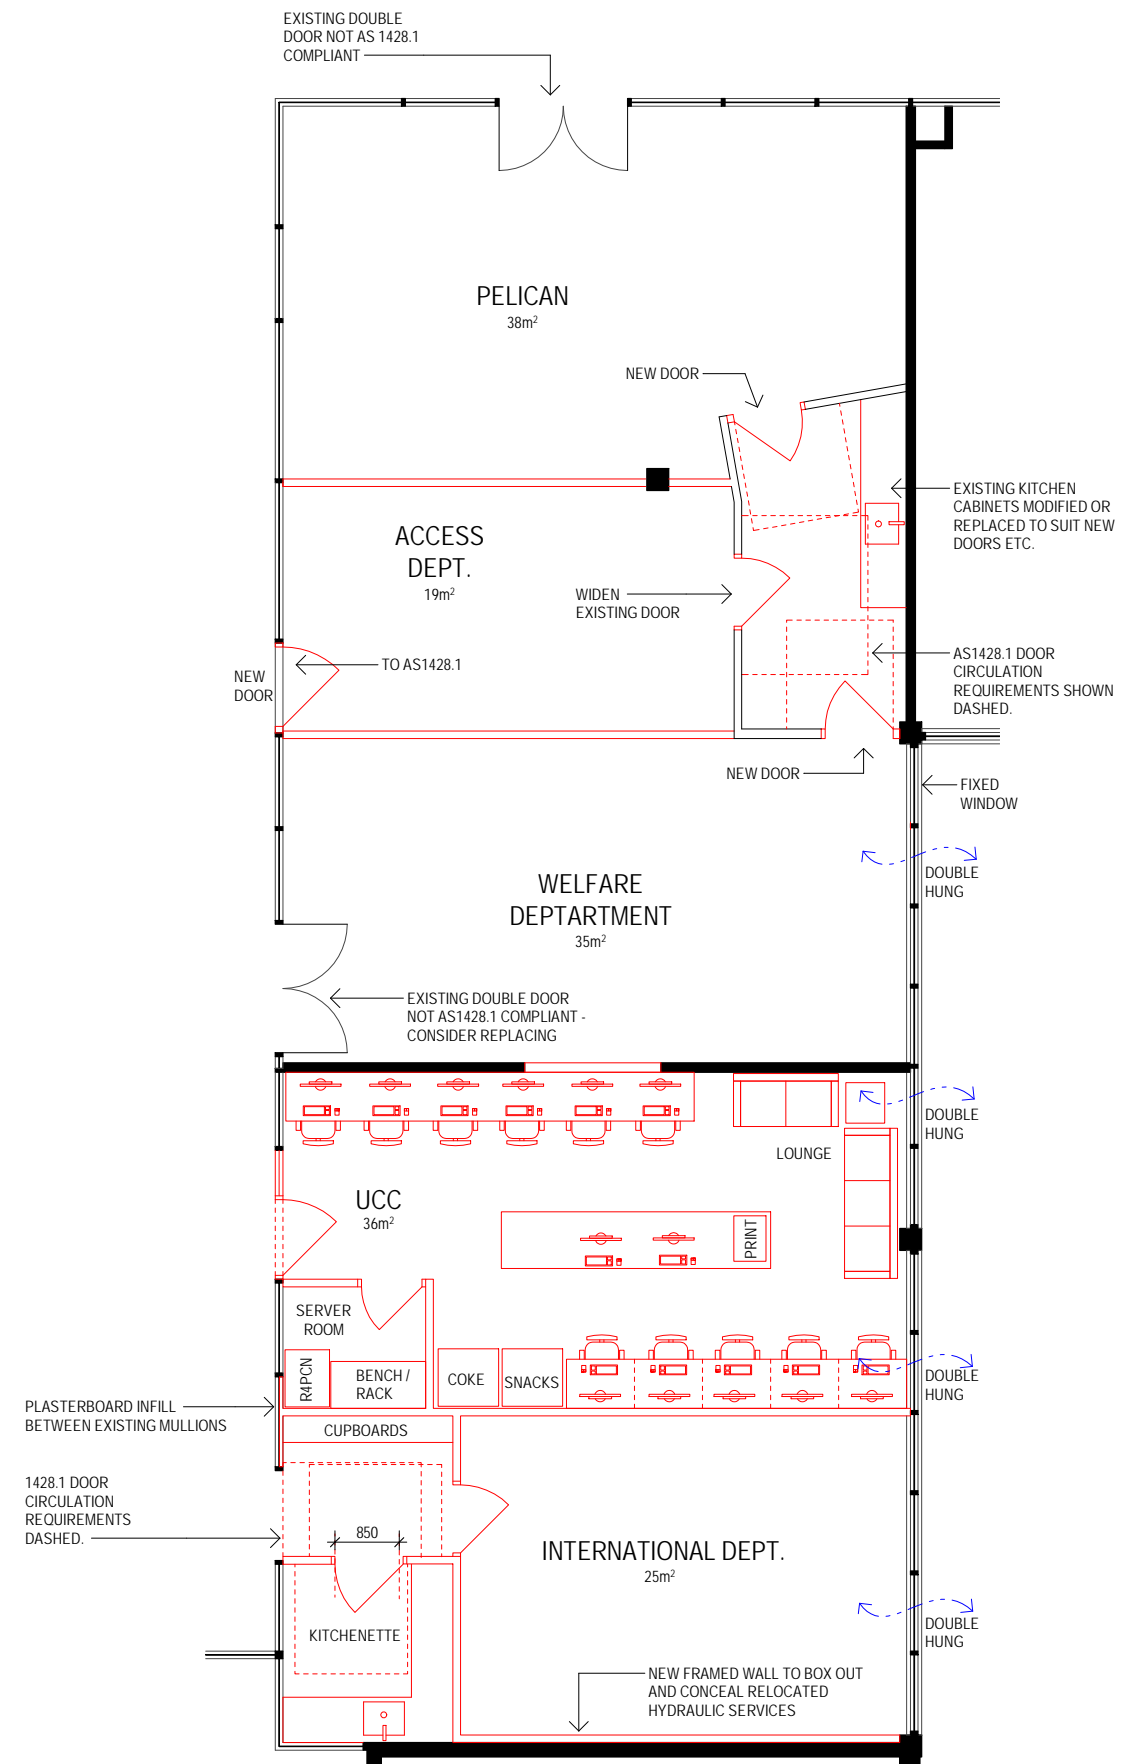 EXISTING DOUBLE
DOOR NOT AS 1428.1
COMPLIANT
PELICAN
38m²
NEW DOOR
EXISTING KITCHEN
CABINETS MODIFIED OR
REPLACED TO SUIT NEW
DOORS ETC.
ACCESS
DEPT.
19m²
WIDEN
EXISTING DOOR
TO AS1428.1
NEW
DOOR
AS1428.1 DOOR
CIRCULATION
REQUIREMENTS SHOWN
DASHED.
NEW DOOR
FIXED
WINDOW
DOUBLE
HUNG
WELFARE
DEPTARTMENT
35m²
EXISTING DOUBLE DOOR
NOT AS1428.1 COMPLIANT -
CONSIDER REPLACING
DOUBLE
HUNG
LOUNGE
UCC
36m²
PRINT
SERVER
ROOM
R4PCN
BENCH /
RACK
COKE
SNACKS
DOUBLE
HUNG
PLASTERBOARD INFILL
BETWEEN EXISTING MULLIONS
CUPBOARDS
1428.1 DOOR
CIRCULATION
REQUIREMENTS
DASHED.
850
INTERNATIONAL DEPT.
25m²
KITCHENETTE
DOUBLE
HUNG
NEW FRAMED WALL TO BOX OUT
AND CONCEAL RELOCATED
HYDRAULIC SERVICES